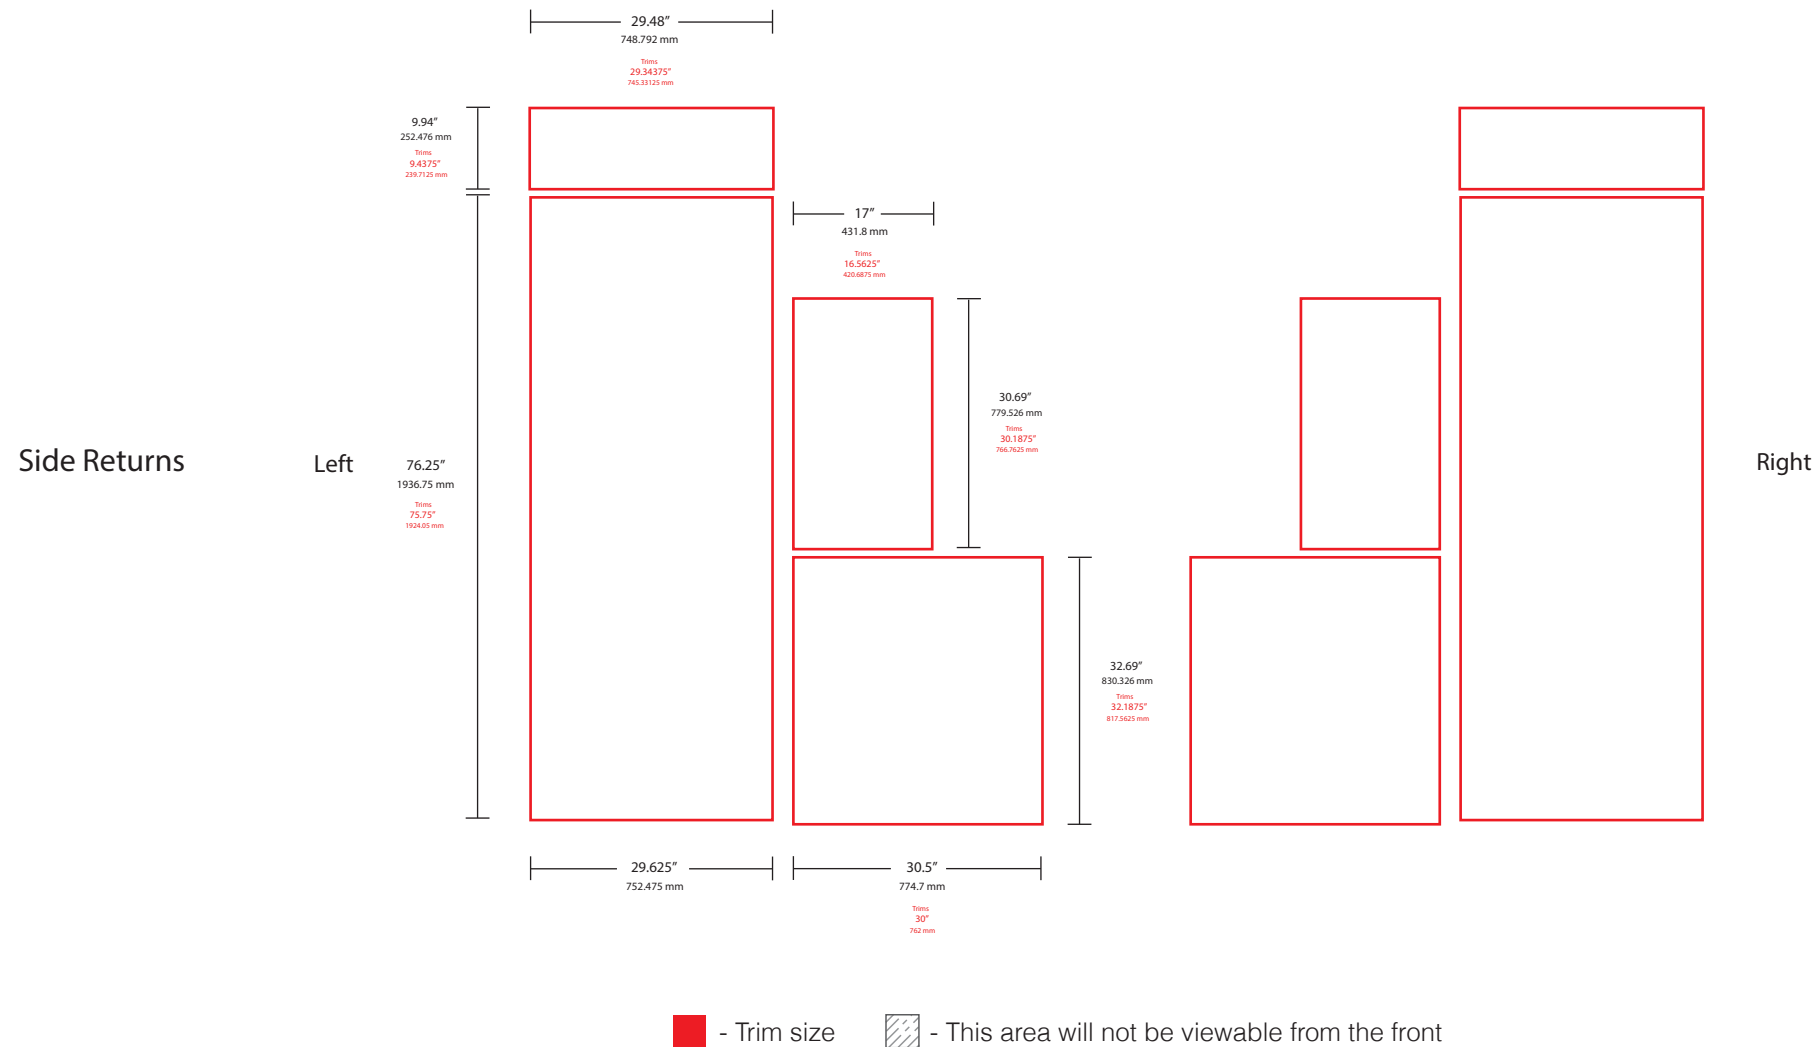 29.48"
748.792 mm
Trims
29.34375"
745.33125 mm
9.94"
252.476 mm
Trims
9.4375"
239.7125 mm
17"
431.8 mm
Trims
16.5625"
420.6875 mm
30.69"
779.526 mm
Trims
30.1875"
766.7625 mm
Side Returns
Left
76.25"
1936.75 mm
Trims
75.75"
1924.05 mm
Right
32.69"
830.326 mm
Trims
32.1875"
817.5625 mm
29.625"
752.475 mm
30.5"
774.7 mm
Trims
30"
762 mm
- Trim size
- This area will not be viewable from the front